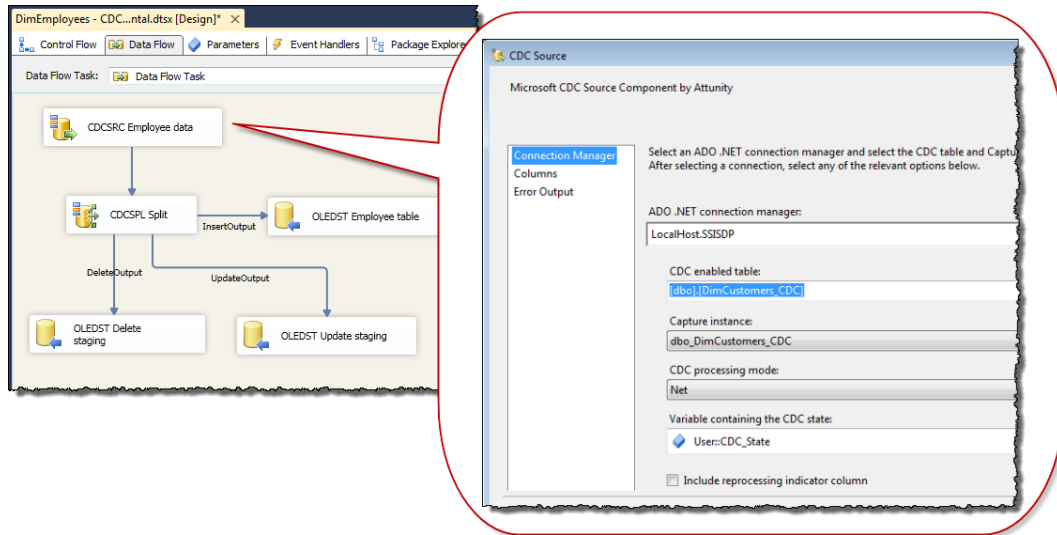 DimEmployees - CDC...ntal.dtsx [Design]*
Control Flow
Data Flow
Parameters
Event Handlers
Package Explore
Data Flow Task:
Data Flow Task
CDCSRC Employee data
CDCSPL Split
InsertOutput
OLEDST Employee table
DeleteOutput
UpdateOutput
OLEDST Delete
staging
OLEDST Update staging
CDC Source
Microsoft CDC Source Component by Attunity
Connection Manager
Columns
Error Output
Select an ADO .NET connection manager and select the CDC table and Captu
After selecting a connection, select any of the relevant options below.
ADO .NET connection manager:
LocalHost.SSISDP
CDC enabled table:
[dbo].[DimCustomers_CDC]
Capture instance:
dbo_DimCustomers_CDC
CDC processing mode:
Net
Variable containing the CDC state:
User::CDC_State
Include reprocessing indicator column